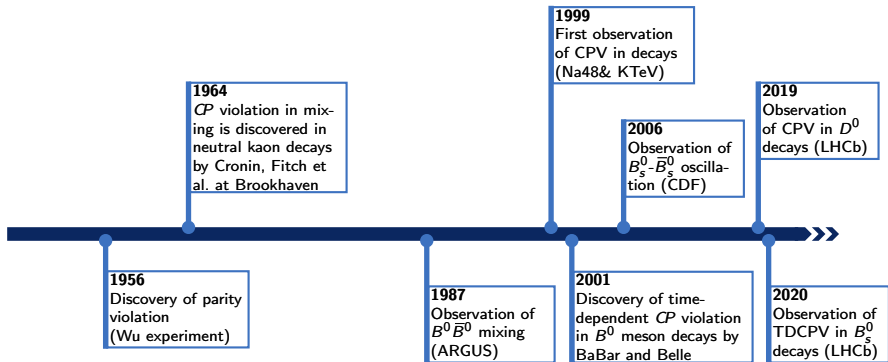 1999
First observation
of CPV in decays
(Na48& KTeV)
1964
CP violation in mix-
ing is discovered in
neutral kaon decays
by Cronin, Fitch et
al. at Brookhaven
2019
Observation
of CPV in D⁰
decays (LHCb)
2006
Observation of
B⁰ₛ-B̅⁰ₛ oscilla-
tion (CDF)
1956
Discovery of parity
violation
(Wu experiment)
1987
Observation of
B⁰B̅⁰ mixing
(ARGUS)
2001
Discovery of time-
dependent CP violation
in B⁰ meson decays by
BaBar and Belle
2020
Observation of
TDCPV in B⁰ₛ
decays (LHCb)